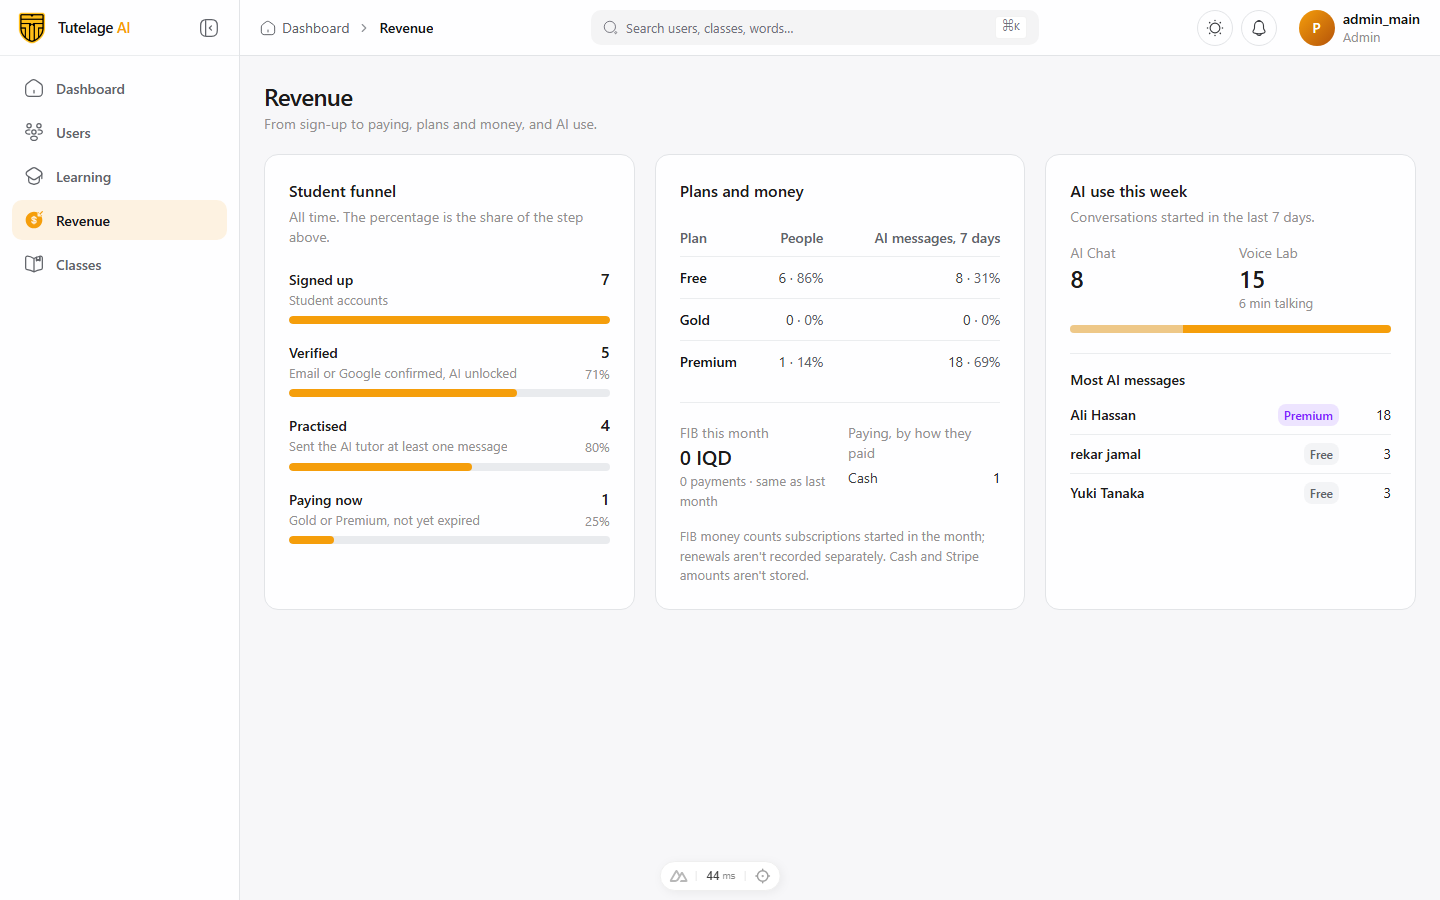 Tutelage AI
Dashboard
Users
Learning
Revenue
Classes
Dashboard > Revenue
Search users, classes, words...
⌘K
P
admin_main
Admin
Revenue
From sign-up to paying, plans and money, and AI use.
Student funnel
All time. The percentage is the share of the step
above.
Signed up 7
Student accounts
Verified 5
Email or Google confirmed, AI unlocked 71%
Practised 4
Sent the AI tutor at least one message 80%
Paying now 1
Gold or Premium, not yet expired 25%
Plans and money
Plan People AI messages, 7 days
Free 6 · 86% 8 · 31%
Gold 0 · 0% 0 · 0%
Premium 1 · 14% 18 · 69%
FIB this month
0 IQD
0 payments · same as last
month
Paying, by how they
paid
Cash 1
FIB money counts subscriptions started in the month;
renewals aren't recorded separately. Cash and Stripe
amounts aren't stored.
AI use this week
Conversations started in the last 7 days.
AI Chat
8
Voice Lab
15
6 min talking
Most AI messages
Ali Hassan Premium 18
rekar jamal Free 3
Yuki Tanaka Free 3
44 ms